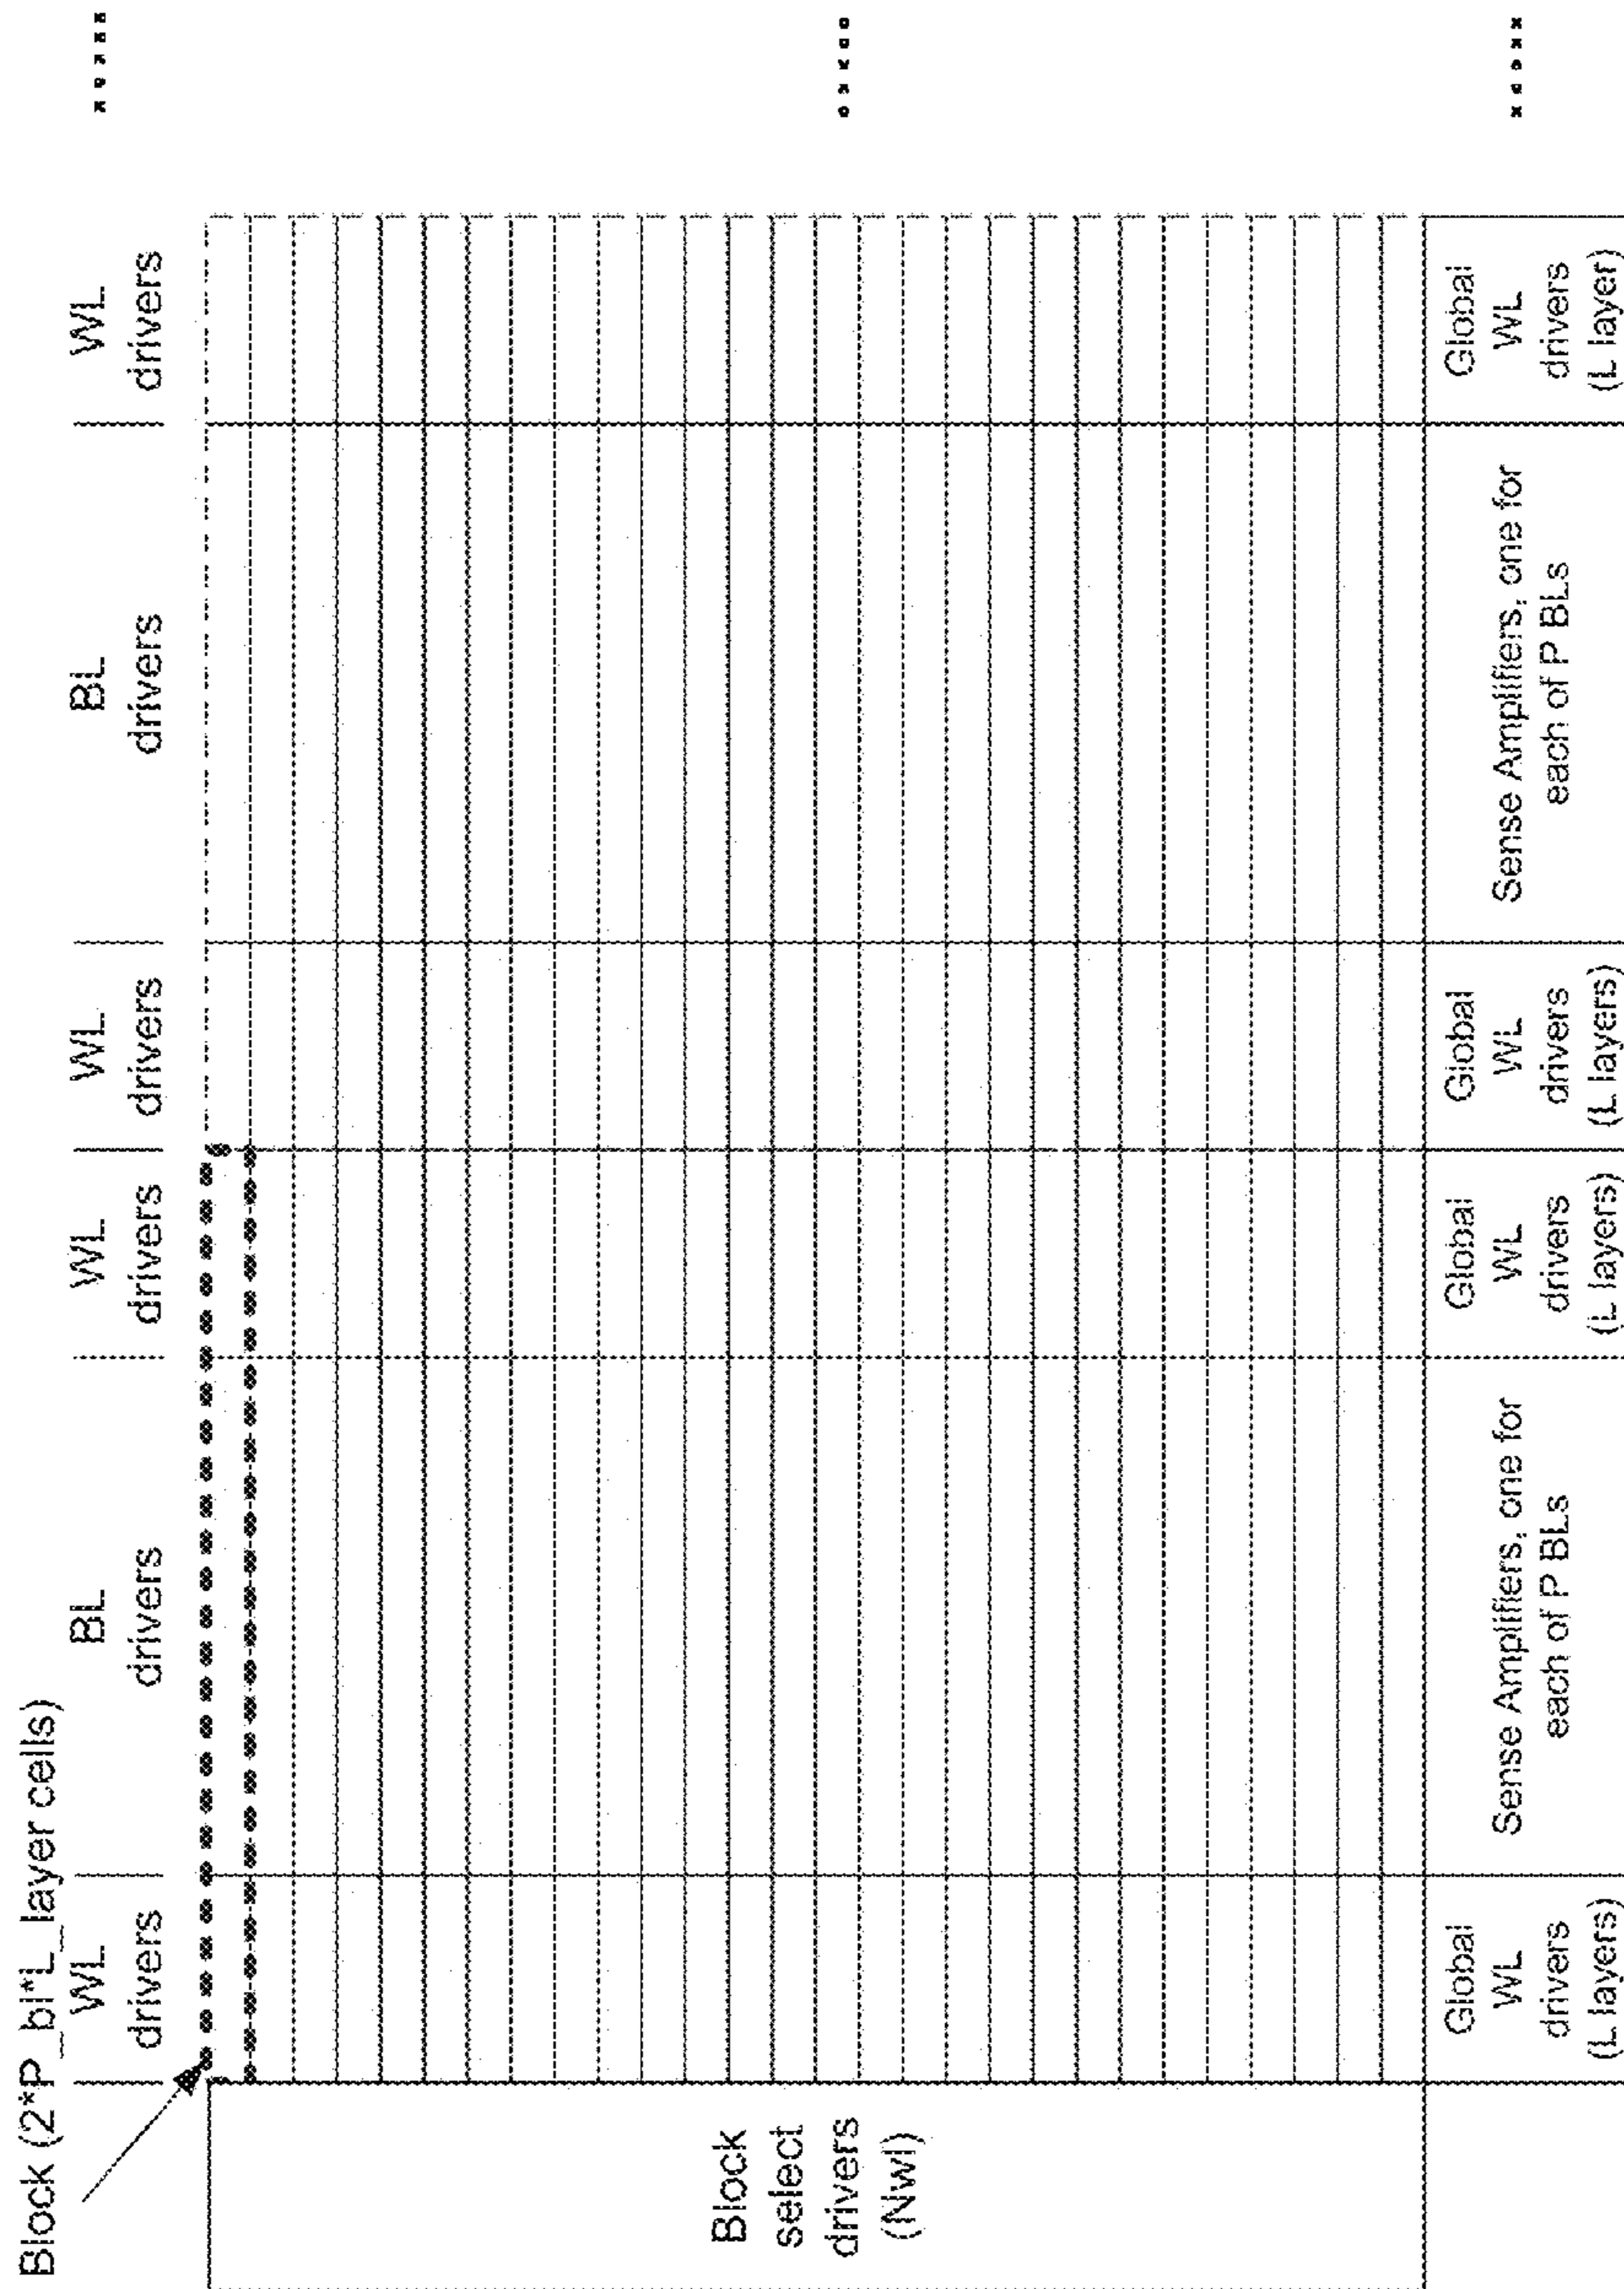 Block (2*P_bl*L_layer cells)
WL
drivers
BL
drivers
WL
drivers
WL
drivers
BL
drivers
WL
drivers
Block
select
drivers
(Nwl)
Global
WL
drivers
(L layers)
Sense Amplifiers, one for
each of P BLs
Global
WL
drivers
(L layers)
Global
WL
drivers
(L layers)
Sense Amplifiers, one for
each of P BLs
Global
WL
drivers
(L layer)